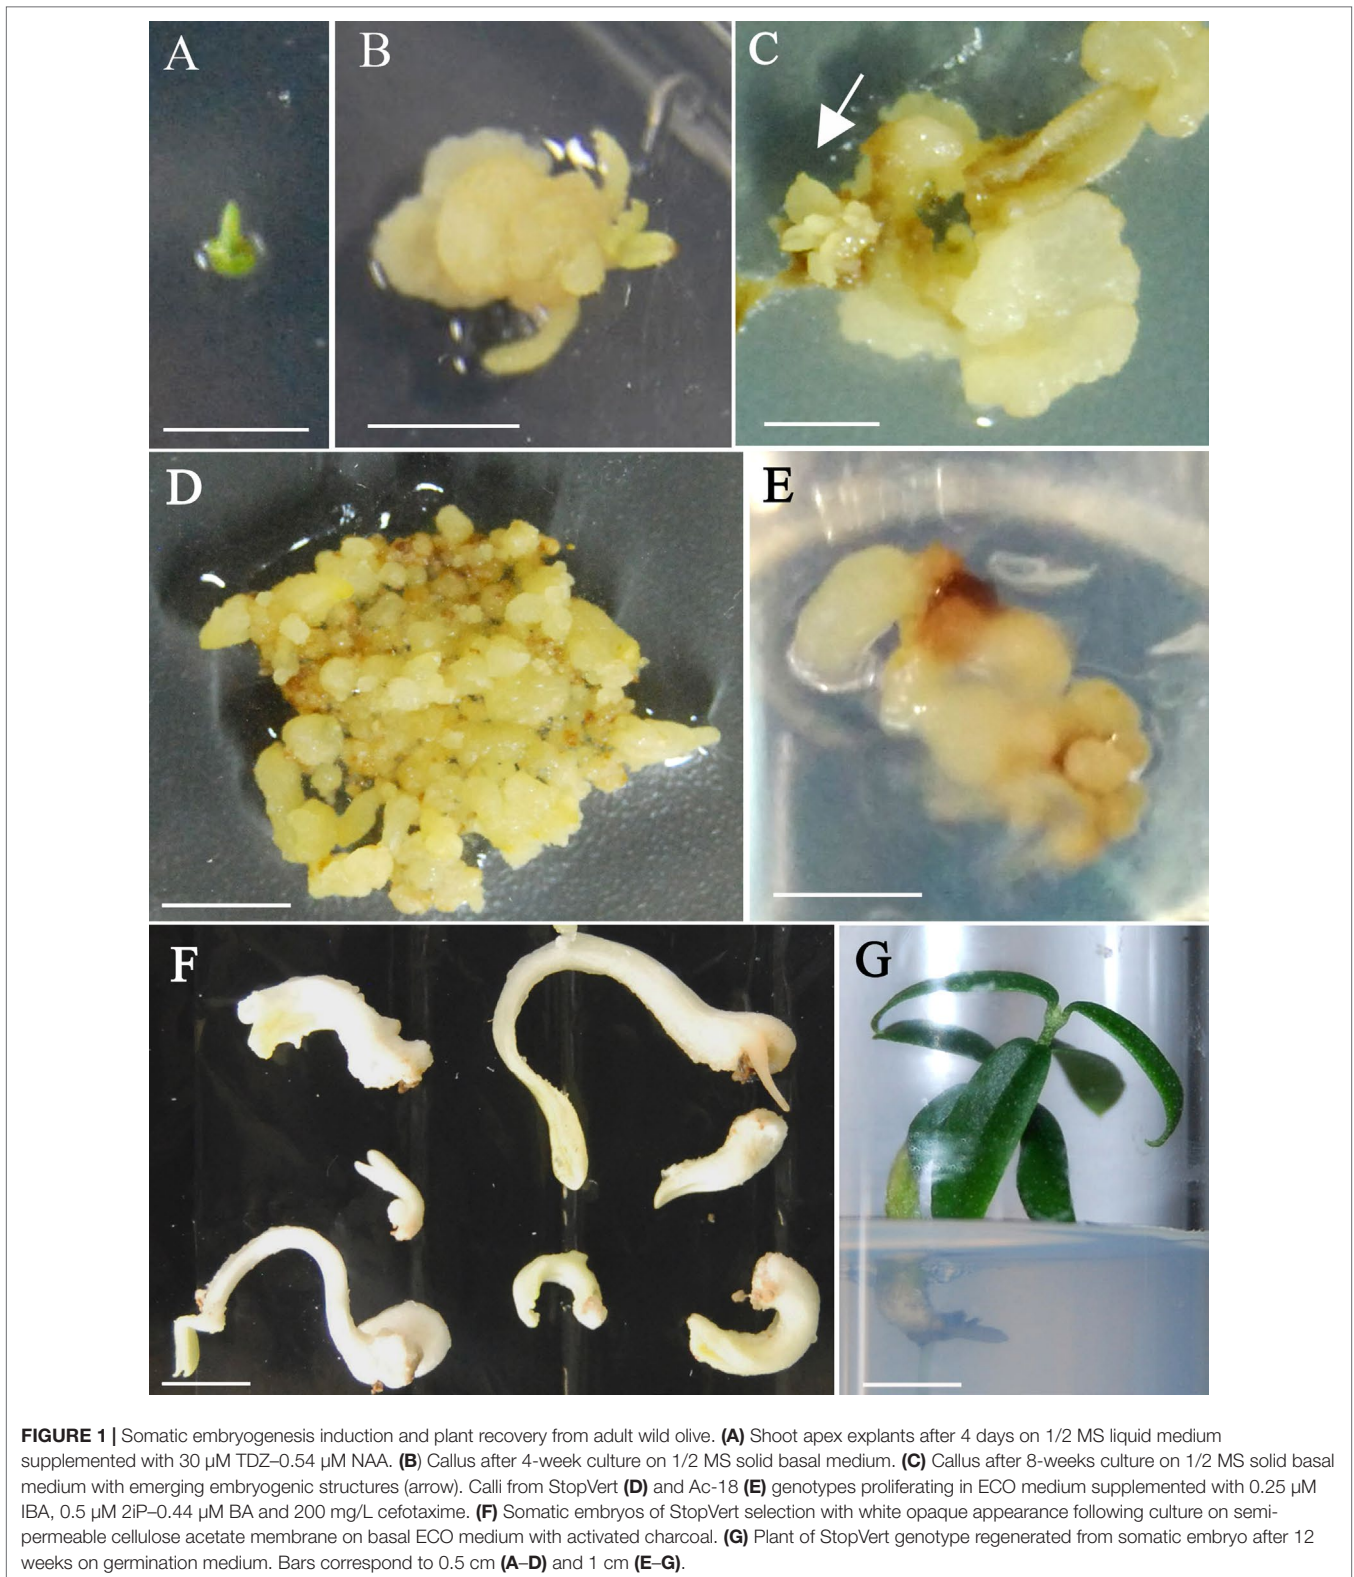 A
B
C
D
E
F
G
FIGURE 1 | Somatic embryogenesis induction and plant recovery from adult wild olive. (A) Shoot apex explants after 4 days on 1/2 MS liquid medium
supplemented with 30 µM TDZ–0.54 µM NAA. (B) Callus after 4-week culture on 1/2 MS solid basal medium. (C) Callus after 8-weeks culture on 1/2 MS solid basal
medium with emerging embryogenic structures (arrow). Calli from StopVert (D) and Ac-18 (E) genotypes proliferating in ECO medium supplemented with 0.25 µM
IBA, 0.5 µM 2iP–0.44 µM BA and 200 mg/L cefotaxime. (F) Somatic embryos of StopVert selection with white opaque appearance following culture on semi-
permeable cellulose acetate membrane on basal ECO medium with activated charcoal. (G) Plant of StopVert genotype regenerated from somatic embryo after 12
weeks on germination medium. Bars correspond to 0.5 cm (A–D) and 1 cm (E–G).